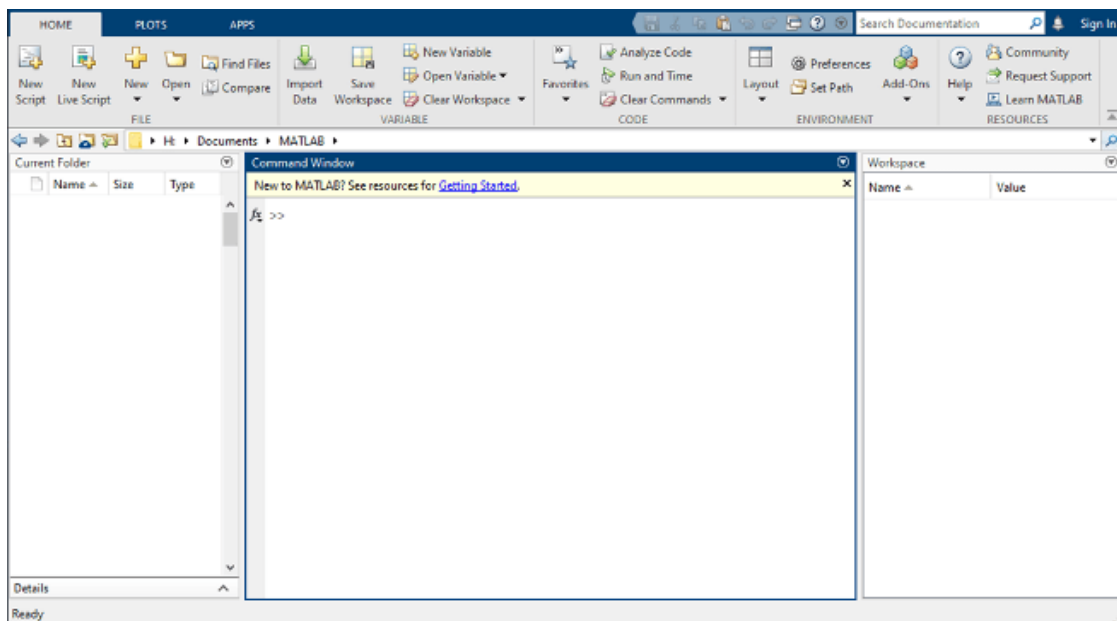 HOME PLOTS APPS Search Documentation Sign In
New Script New Live Script New Open Find Files Compare Import Data Save Workspace New Variable Open Variable Clear Workspace Favorites Analyze Code Run and Time Clear Commands Layout Preferences Set Path Add-Ons Help Community Request Support Learn MATLAB
FILE VARIABLE CODE ENVIRONMENT RESOURCES
H: Documents MATLAB
Current Folder Command Window Workspace
Name Size Type New to MATLAB? See resources for Getting Started. Name Value
fx >>
Details
Ready